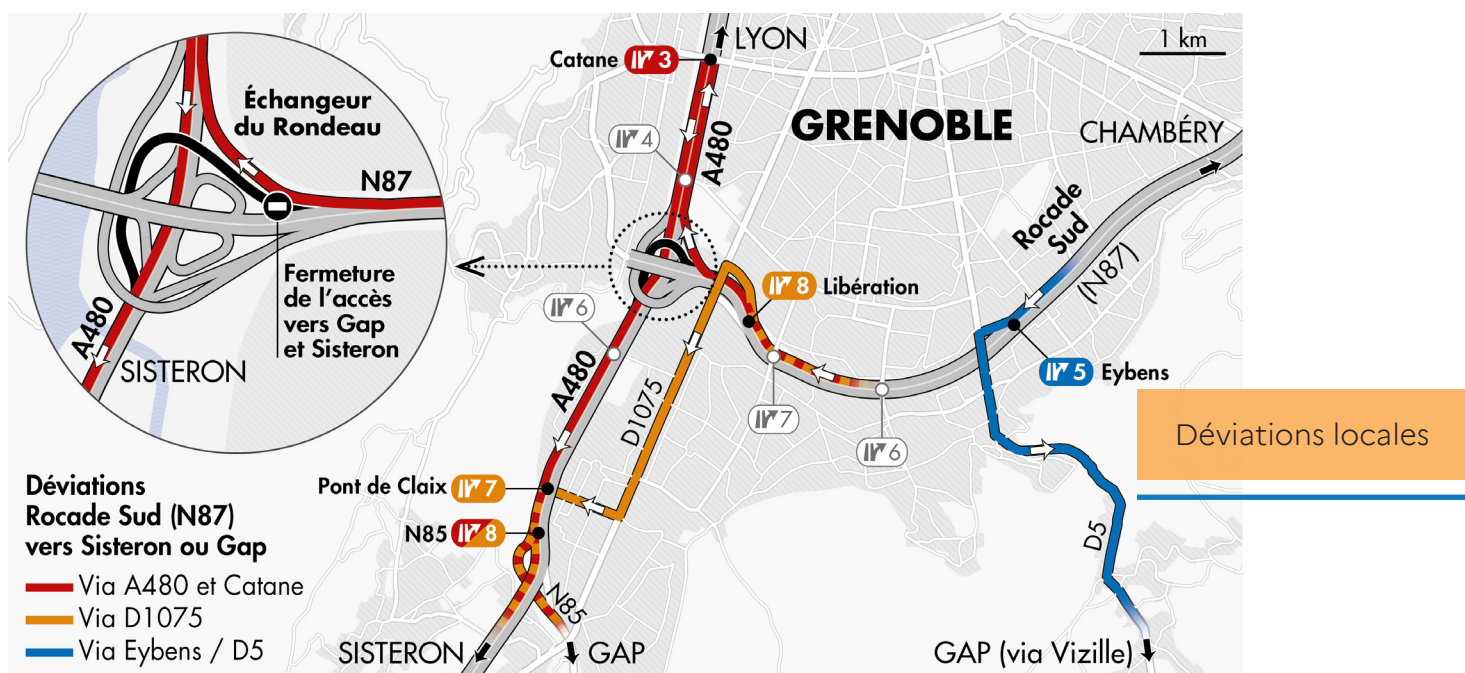 LYON
1 km
Catane 3
Échangeur
du Rondeau
GRENOBLE
CHAMBÉRY
4
A480
N87
Rocade
Sud
(N87)
Fermeture
de l'accès
vers Gap
et Sisteron
8 Libération
6
A480
SISTERON
A480
5 Eybens
D1075
7
6
Déviations locales
Déviations
Rocade Sud (N87)
vers Sisteron ou Gap
Pont de Claix 7
N85 8
D5
Via A480 et Catane
Via D1075
Via Eybens / D5
N85
SISTERON
GAP
GAP (via Vizille)